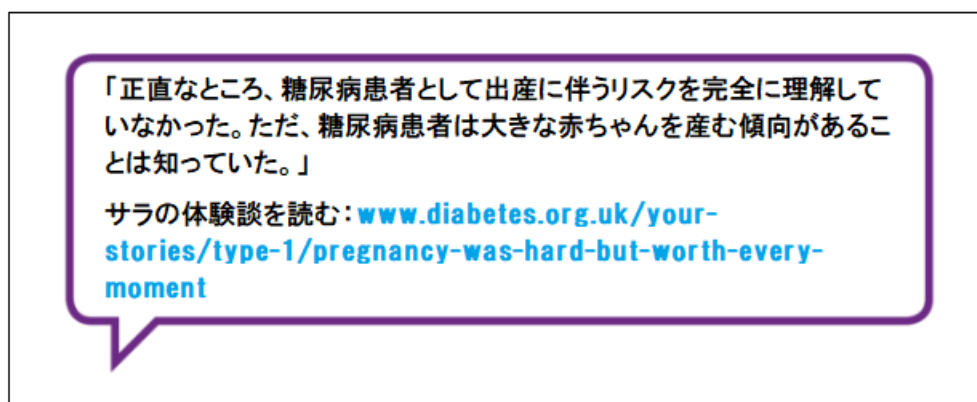 「正直なところ、糖尿病患者として出産に伴うリスクを完全に理解して
いなかった。ただ、糖尿病患者は大きな赤ちゃんを産む傾向があるこ
とは知っていた。」
サラの体験談を読む：www.diabetes.org.uk/your-
stories/type-1/pregnancy-was-hard-but-worth-every-
moment